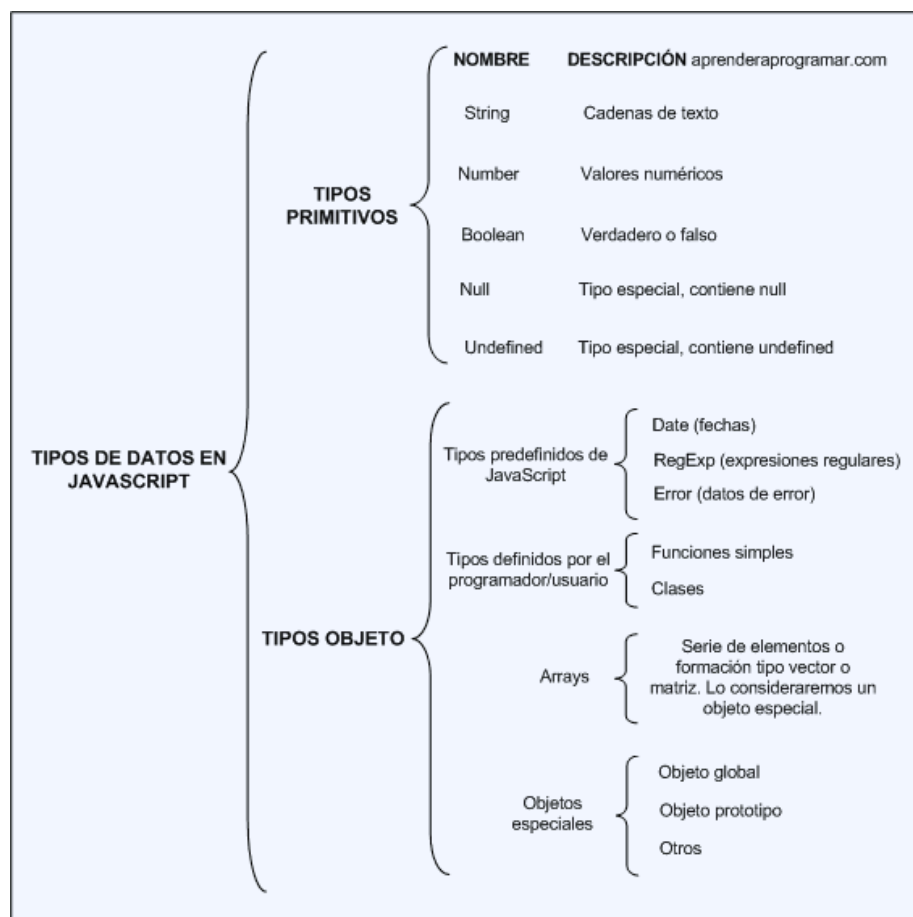 NOMBRE DESCRIPCIÓN aprenderaprogramar.com
String Cadenas de texto
Number Valores numéricos
TIPOS
PRIMITIVOS
Boolean Verdadero o falso
Null Tipo especial, contiene null
Undefined Tipo especial, contiene undefined
TIPOS DE DATOS EN
JAVASCRIPT
TIPOS OBJETO
Tipos predefinidos de
JavaScript
Date (fechas)
RegExp (expresiones regulares)
Error (datos de error)
Tipos definidos por el
programador/usuario
Funciones simples
Clases
Arrays
Serie de elementos o
formación tipo vector o
matriz. Lo consideraremos un
objeto especial.
Objetos
especiales
Objeto global
Objeto prototipo
Otros